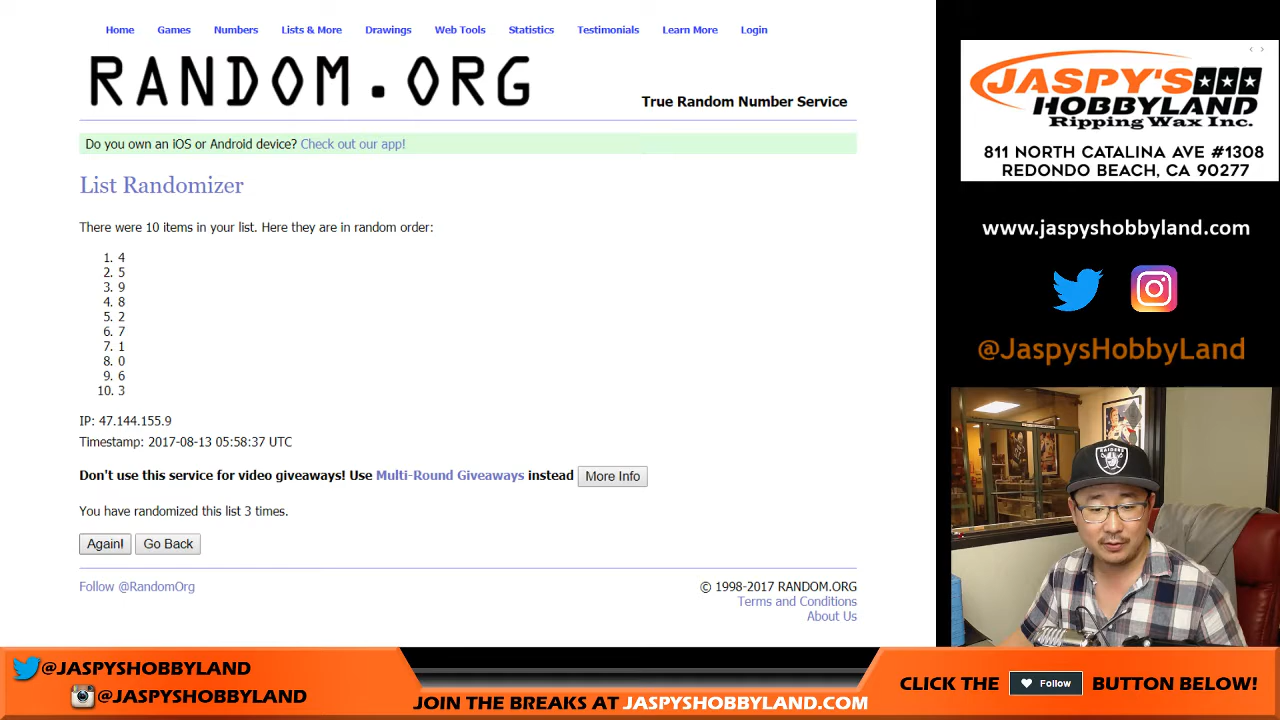 Home Games Numbers Lists & More Drawings Web Tools Statistics Testimonials Learn More Login
RANDOM.ORG
True Random Number Service
Do you own an iOS or Android device? Check out our app!
List Randomizer
There were 10 items in your list. Here they are in random order:
1. 4
2. 5
3. 9
4. 8
5. 2
6. 7
7. 1
8. 0
9. 6
10. 3
IP: 47.144.155.9
Timestamp: 2017-08-13 05:58:37 UTC
Don't use this service for video giveaways! Use Multi-Round Giveaways instead More Info
You have randomized this list 3 times.
Again! Go Back
Follow @RandomOrg
© 1998-2017 RANDOM.ORG
Terms and Conditions
About Us
JASPY'S
HOBBYLAND
Ripping Wax Inc.
811 NORTH CATALINA AVE #1308
REDONDO BEACH, CA 90277
www.jaspyshobbyland.com
@JaspysHobbyLand
RAIDERS
@JASPYSHOBBYLAND
@JASPYSHOBBYLAND
JOIN THE BREAKS AT JASPYSHOBBYLAND.COM
CLICK THE Follow BUTTON BELOW!